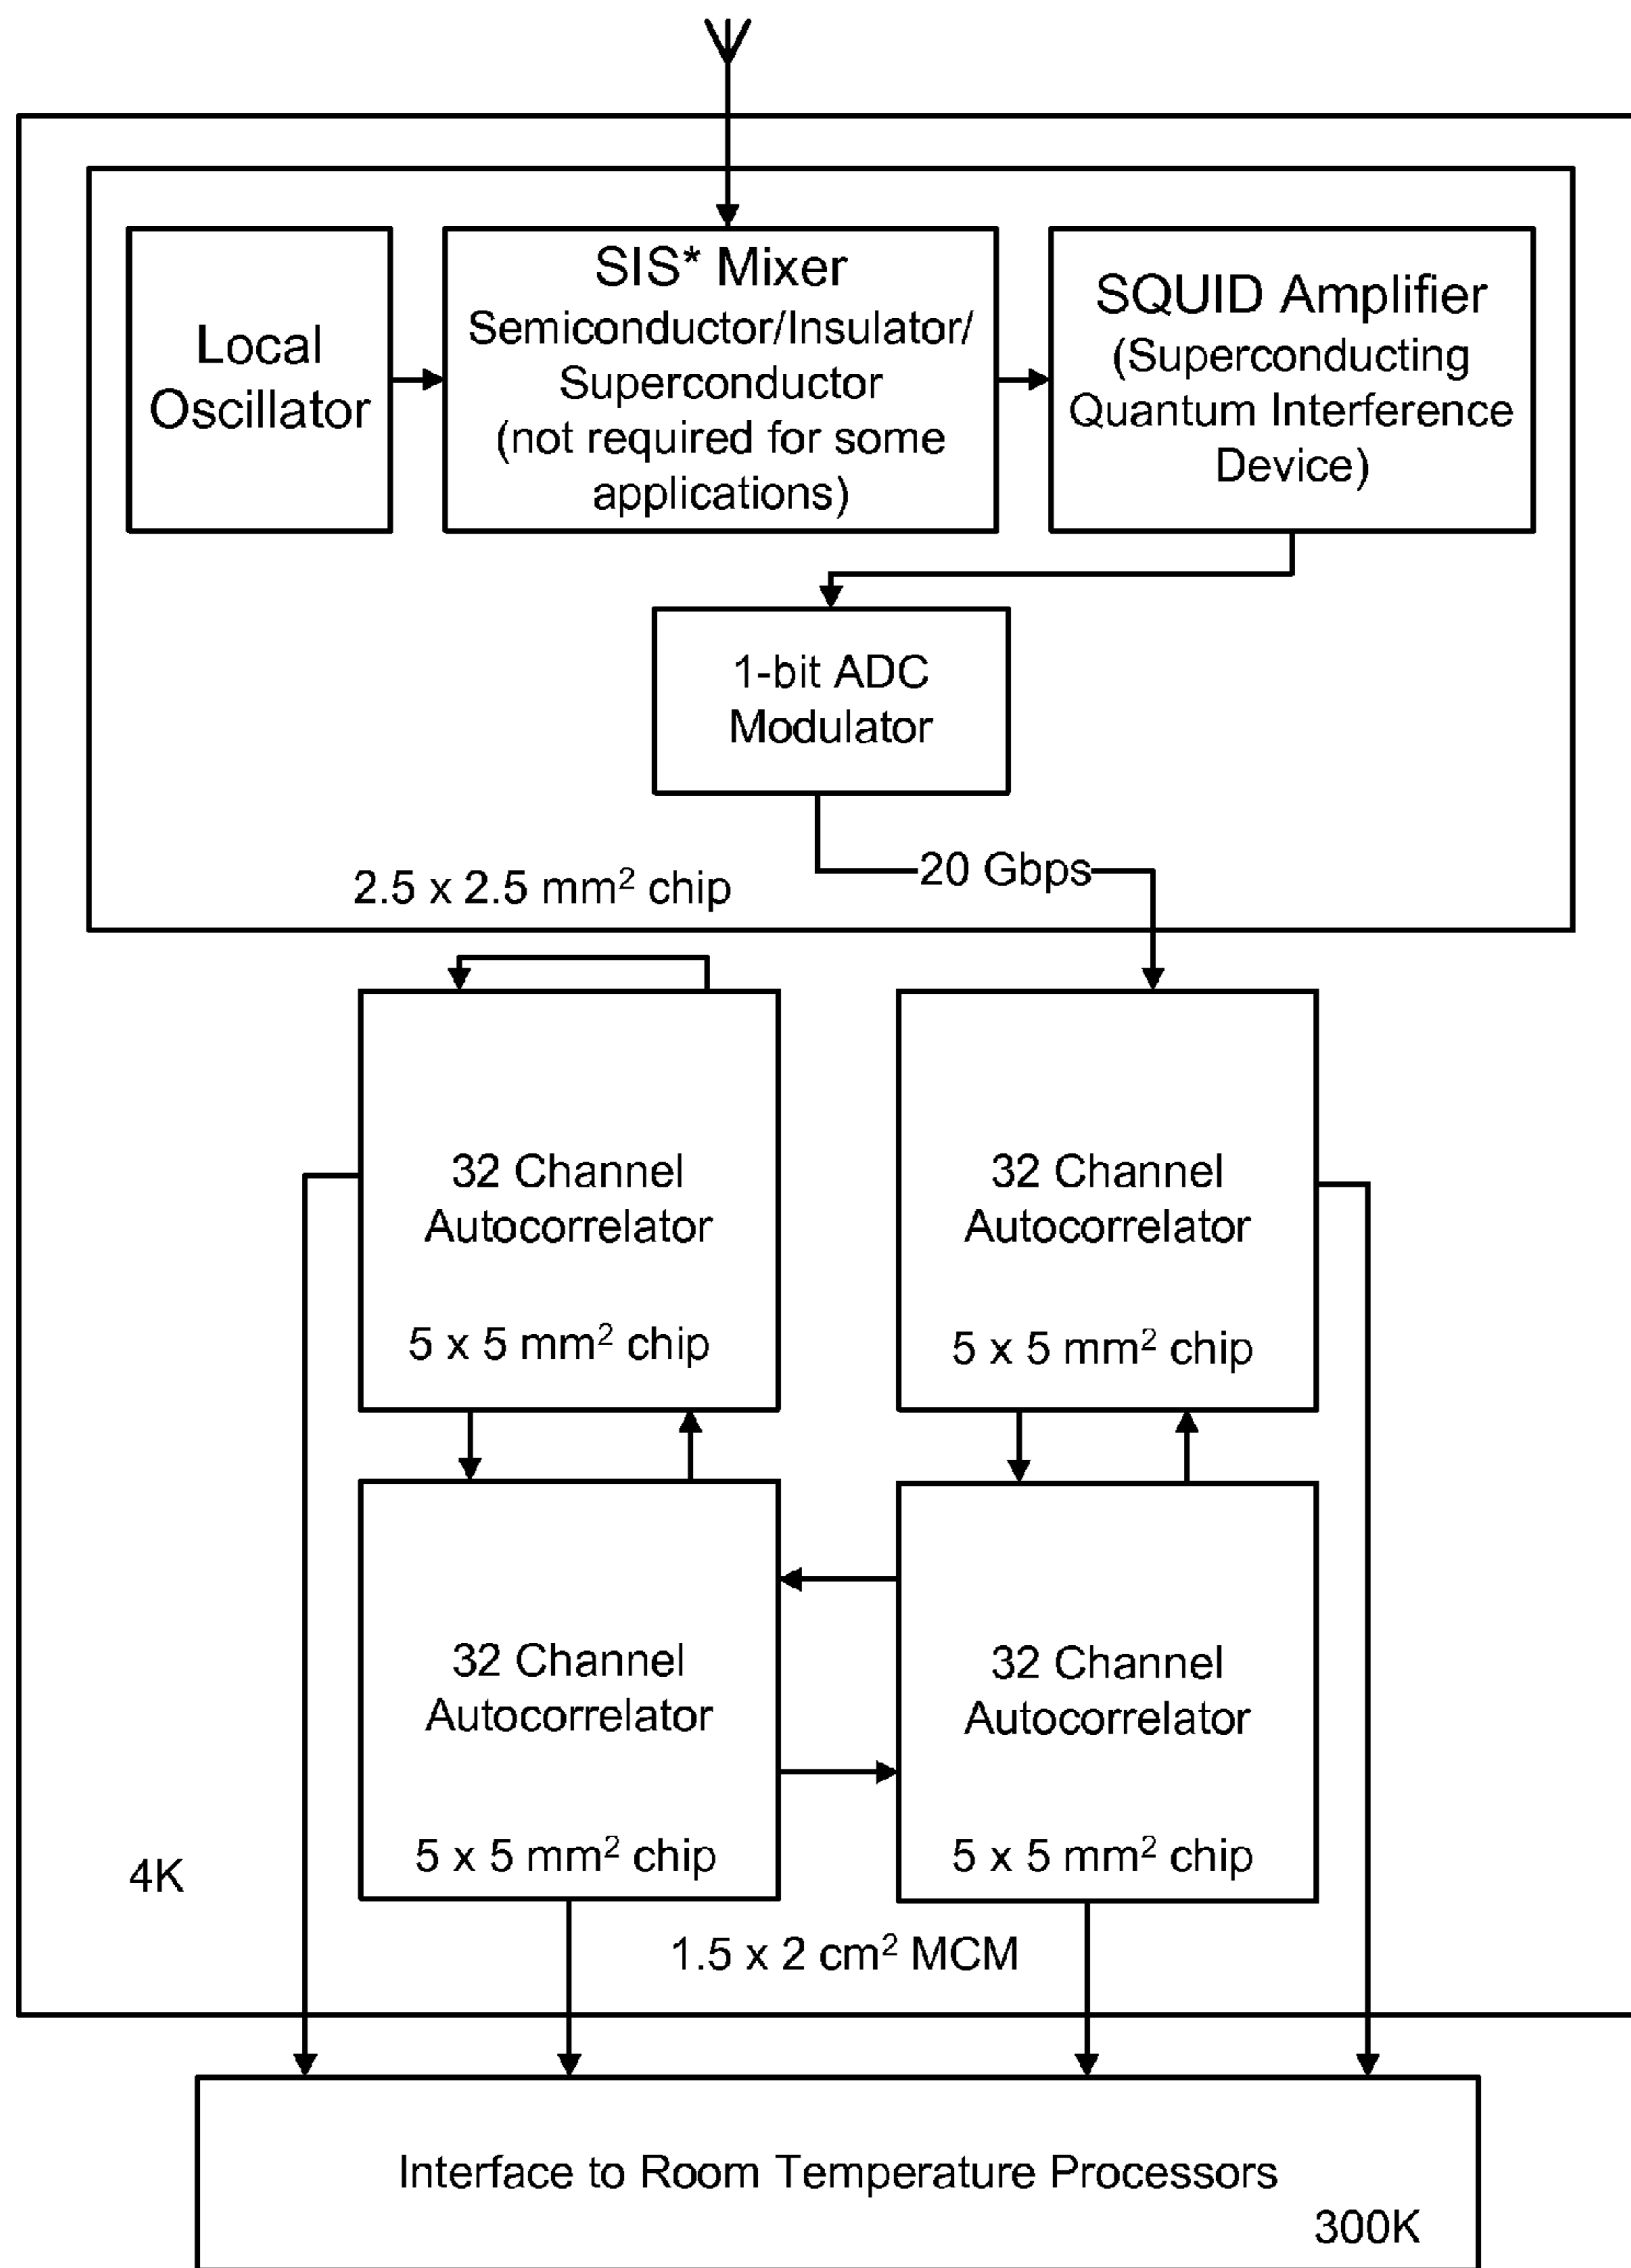 Local
Oscillator
SIS* Mixer
Semiconductor/Insulator/
Superconductor
(not required for some
applications)
SQUID Amplifier
(Superconducting
Quantum Interference
Device)
1-bit ADC
Modulator
20 Gbps
2.5 x 2.5 mm² chip
32 Channel
Autocorrelator
5 x 5 mm² chip
32 Channel
Autocorrelator
5 x 5 mm² chip
32 Channel
Autocorrelator
5 x 5 mm² chip
32 Channel
Autocorrelator
5 x 5 mm² chip
4K
1.5 x 2 cm² MCM
Interface to Room Temperature Processors
300K